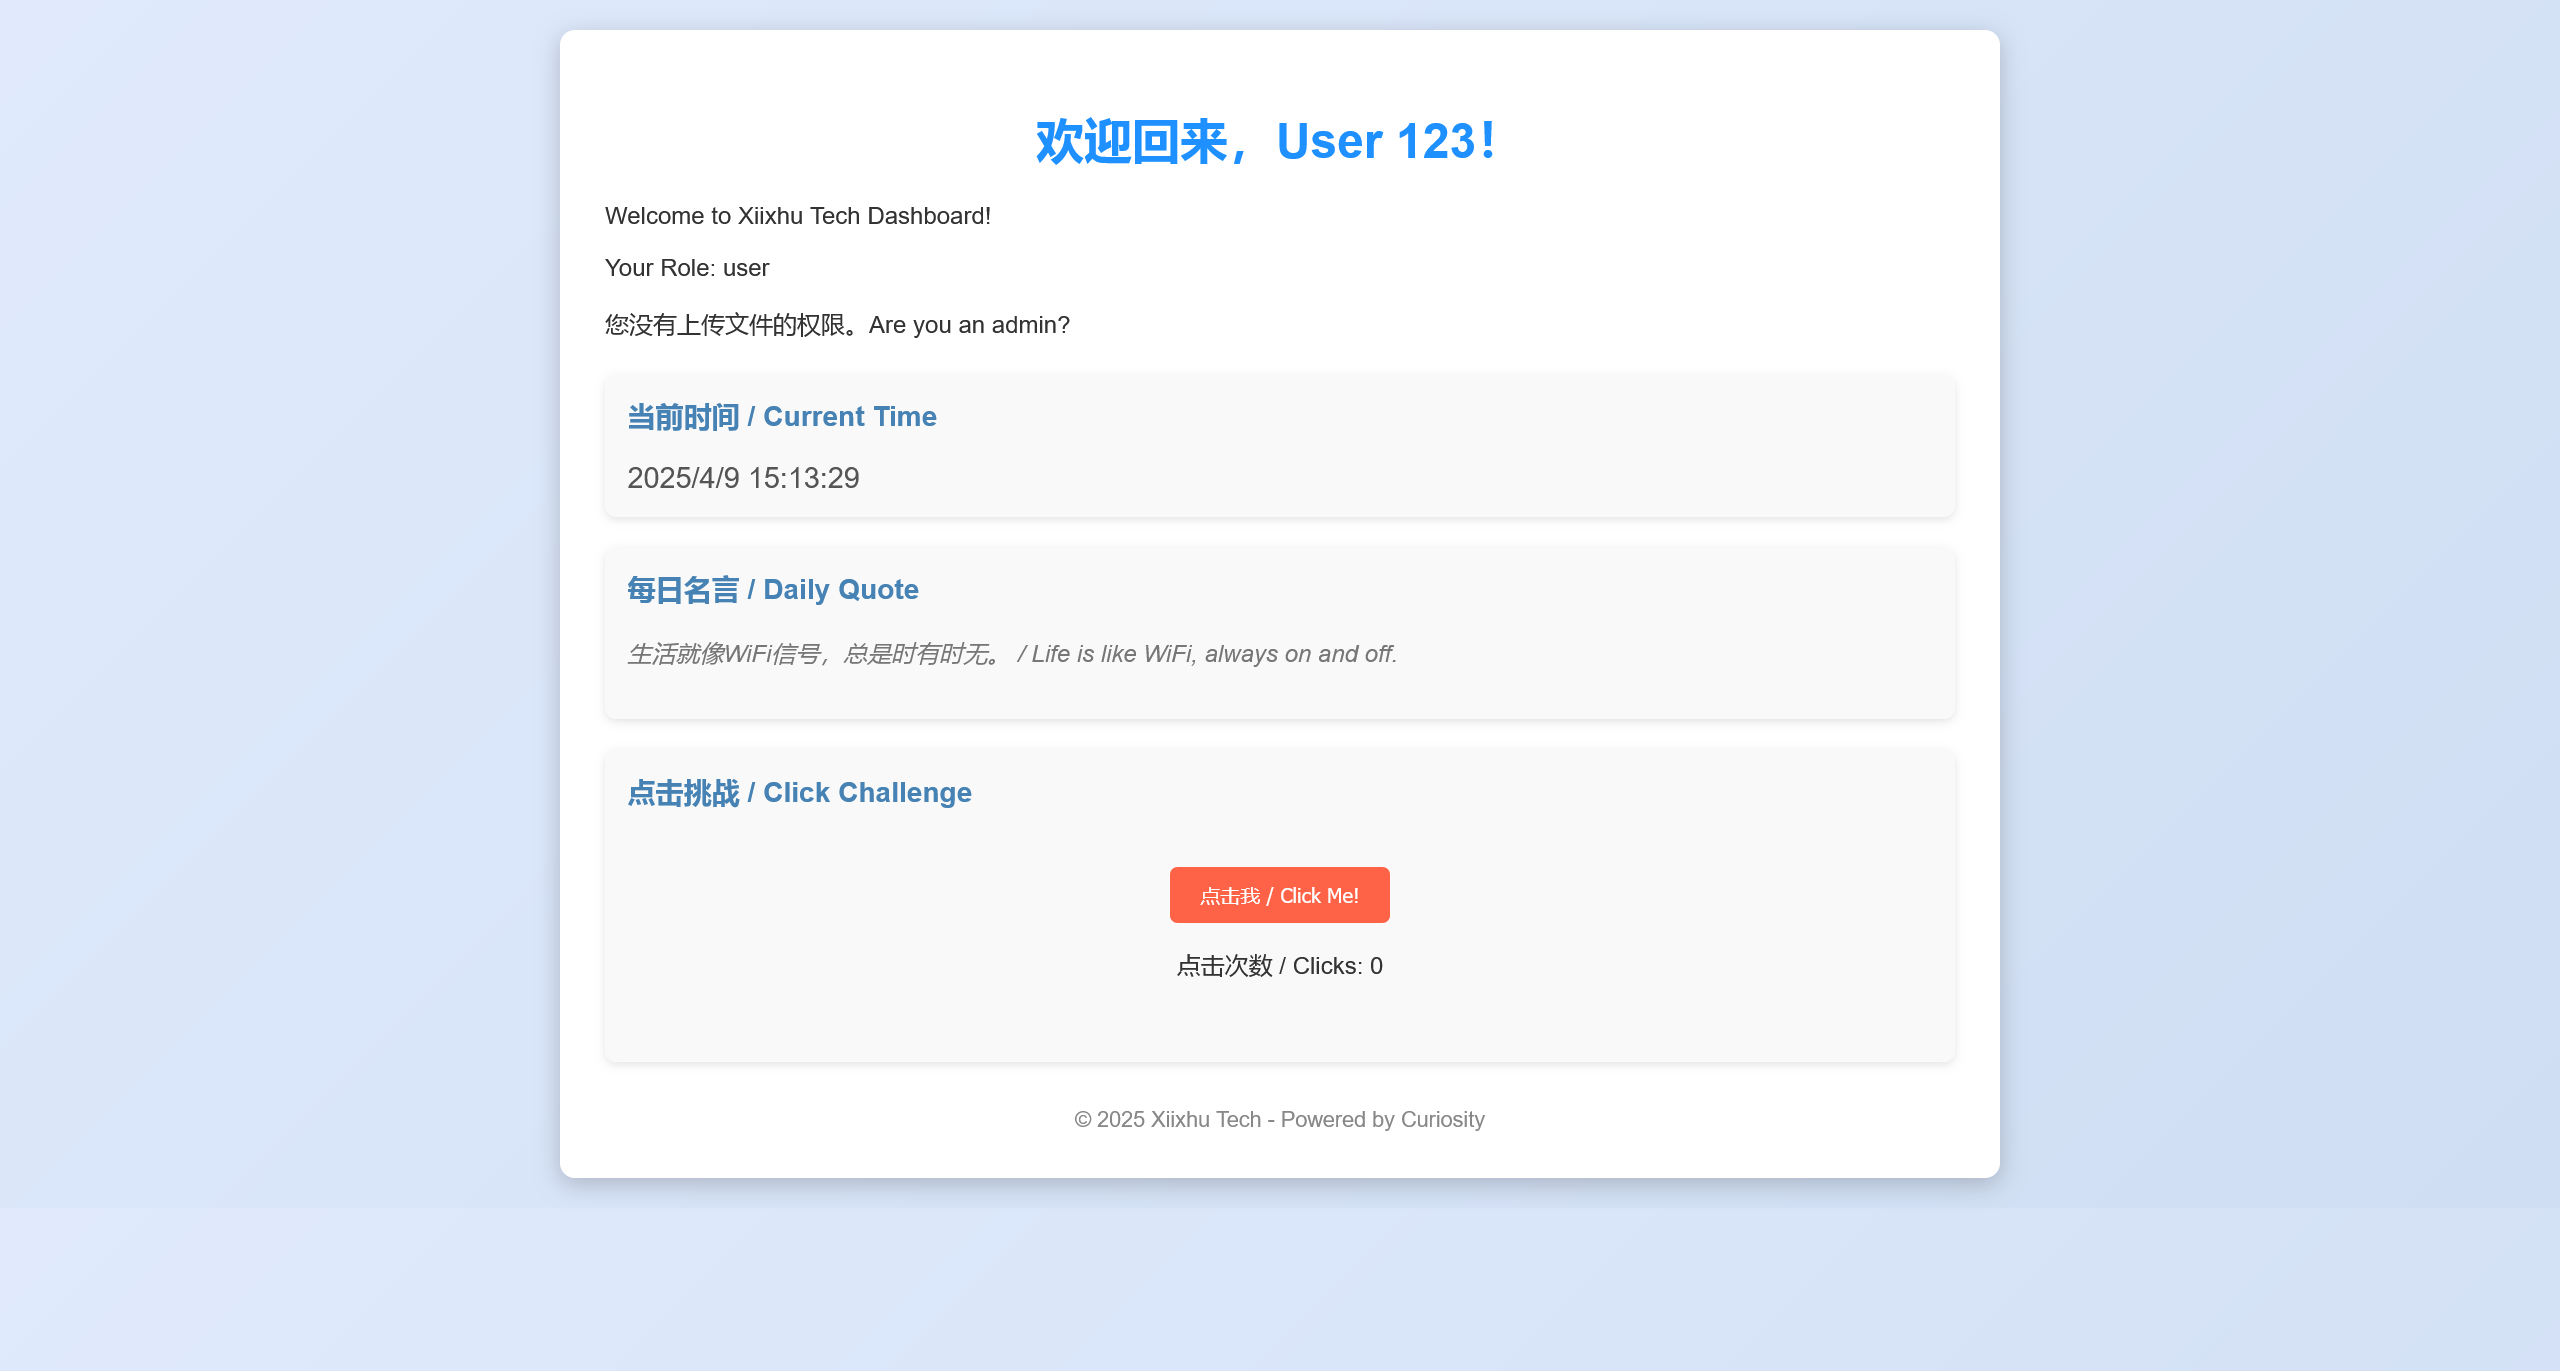 欢迎回来，User 123！
Welcome to Xiixhu Tech Dashboard!
Your Role: user
您没有上传文件的权限。Are you an admin?
当前时间 / Current Time
2025/4/9 15:13:29
每日名言 / Daily Quote
生活就像WiFi信号，总是时有时无。 / Life is like WiFi, always on and off.
点击挑战 / Click Challenge
点击我 / Click Me!
点击次数 / Clicks: 0
© 2025 Xiixhu Tech - Powered by Curiosity